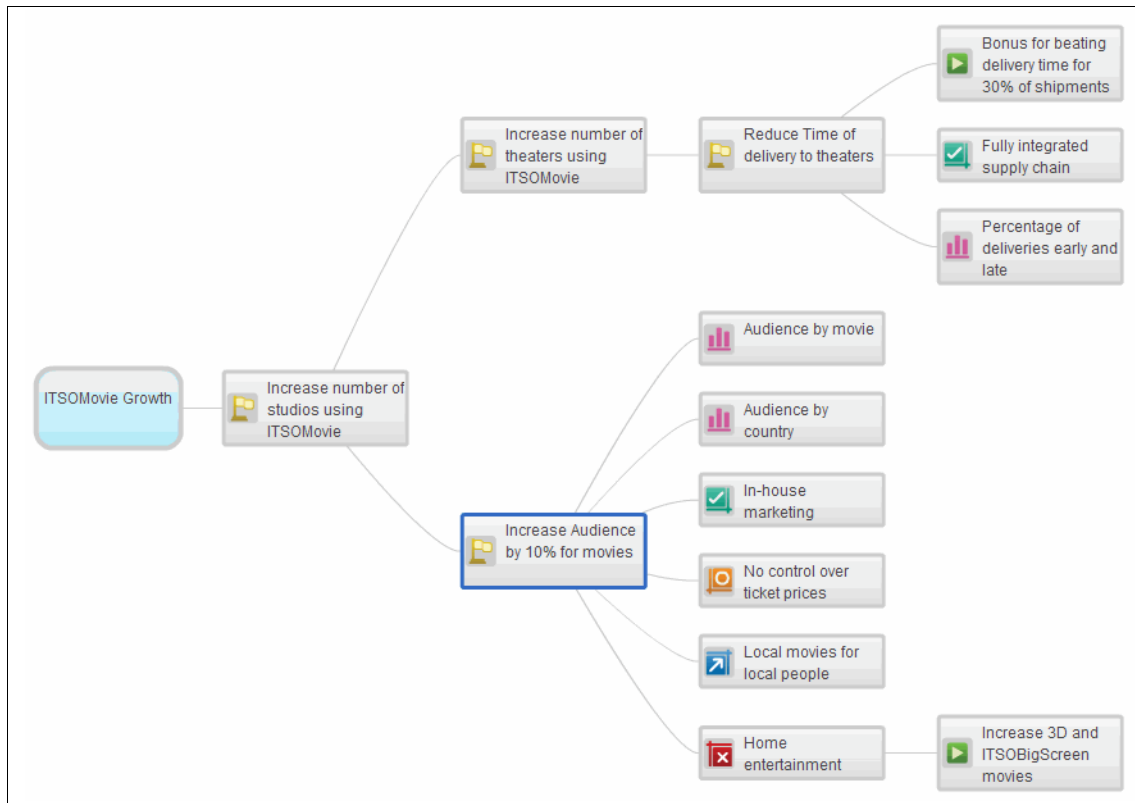 ITSOMovie Growth
Increase number of
studios using
ITSOMovie
Increase number of
theaters using
ITSOMovie
Reduce Time of
delivery to theaters
Bonus for beating
delivery time for
30% of shipments
Fully integrated
supply chain
Percentage of
deliveries early and
late
Increase Audience
by 10% for movies
Audience by movie
Audience by
country
In-house
marketing
No control over
ticket prices
Local movies for
local people
Home
entertainment
Increase 3D and
ITSOBigScreen
movies